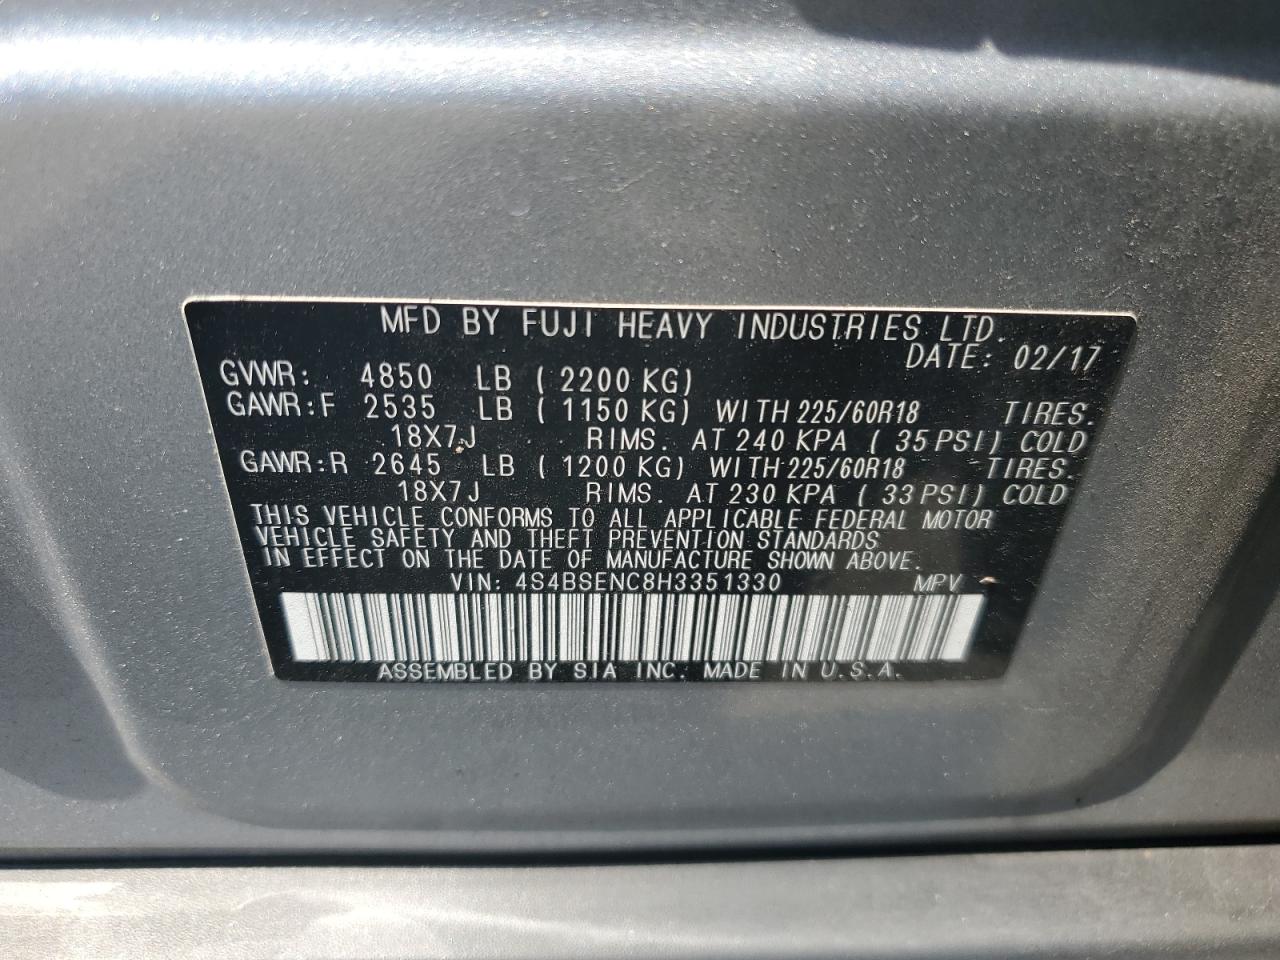 MFD BY FUJI HEAVY INDUSTRIES LTD.
DATE: 02/17
GVWR: 4850 LB (2200 KG)
GAWR:F 2535 LB (1150 KG) WITH 225/60R18 TIRES.
18X7J RIMS. AT 240 KPA (35 PSI) COLD
GAWR:R 2645 LB (1200 KG) WITH 225/60R18 TIRES.
18X7J RIMS. AT 230 KPA (33 PSI) COLD
THIS VEHICLE CONFORMS TO ALL APPLICABLE FEDERAL MOTOR
VEHICLE SAFETY AND THEFT PREVENTION STANDARDS
IN EFFECT ON THE DATE OF MANUFACTURE SHOWN ABOVE.
VIN: 4S4BSENC8H3351330 MPV
ASSEMBLED BY SIA INC. MADE IN U.S.A.